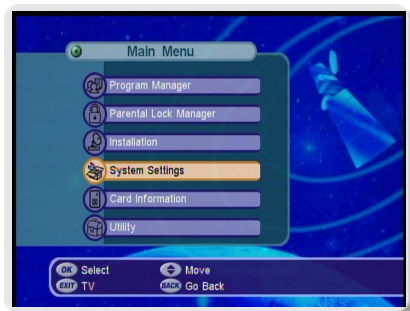 Main Menu
Program Manager
Parental Lock Manager
Installation
System Settings
Card Information
Utility
OK Select Move
EXIT TV BACK Go Back